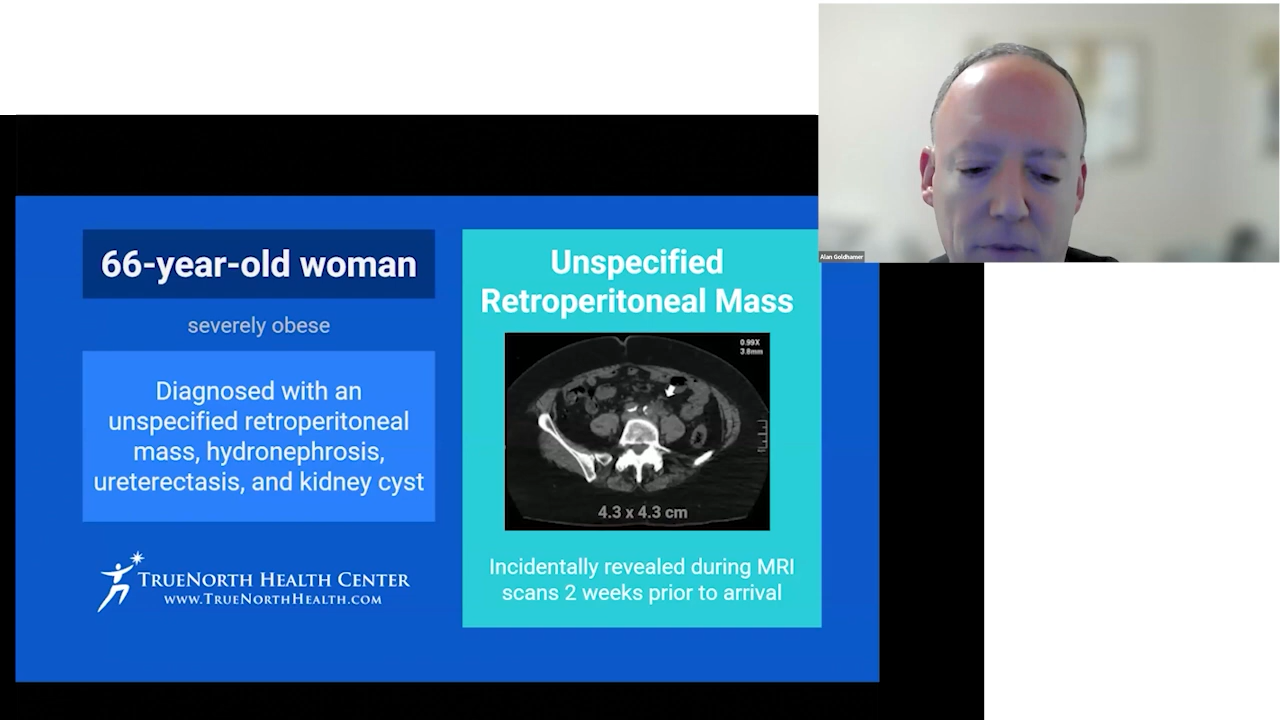 66-year-old woman
severely obese
Diagnosed with an
unspecified retroperitoneal
mass, hydronephrosis,
ureterectasis, and kidney cyst
TRUENORTH HEALTH CENTER
WWW.TRUENORTHHEALTH.COM
Unspecified
Retroperitoneal Mass
0.99X
3.8mm
4.3 x 4.3 cm
Incidentally revealed during MRI
scans 2 weeks prior to arrival
Alan Goldhamer